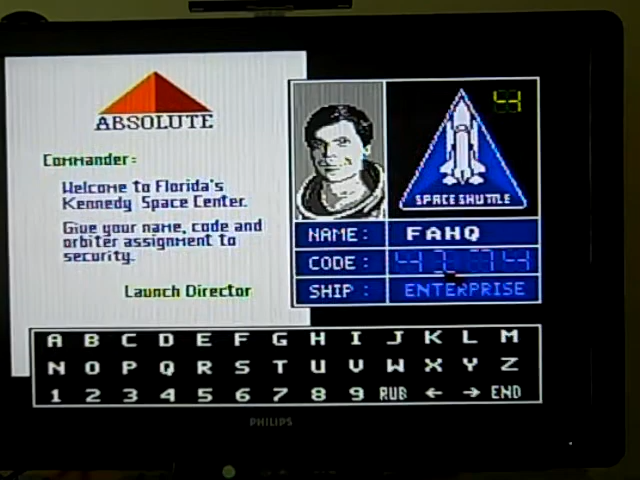 ABSOLUTE
Commander:
Welcome to Florida's
Kennedy Space Center.
Give your name, code and
orbiter assignment to
security.
Launch Director
4
SPACE SHUTTLE
NAME: FAHQ
CODE:
SHIP: ENTERPRISE
A B C D E F G H I J K L M
N O P Q R S T U V W X Y Z
1 2 3 4 5 6 7 8 9 RUB ← → END
PHILIPS